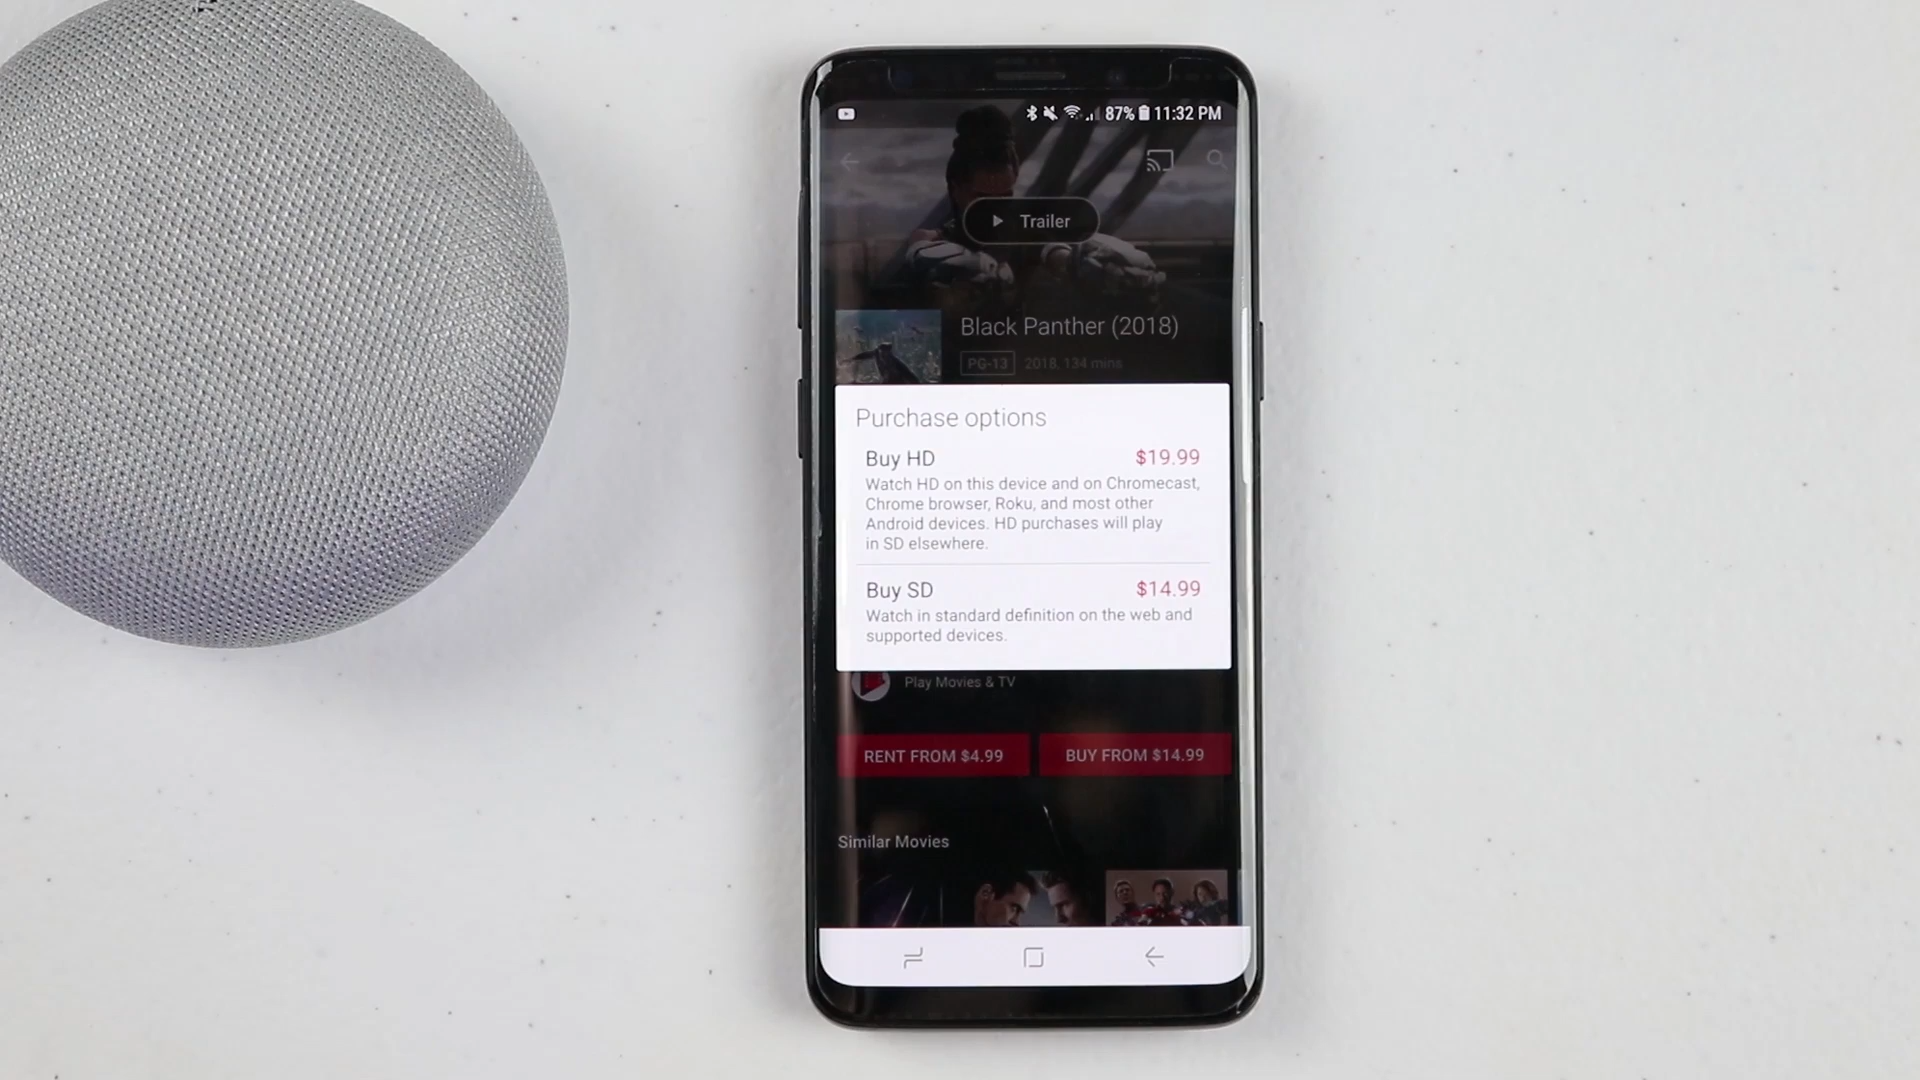 87% 11:32 PM
Trailer
Black Panther (2018)
PG-13 2018, 134 mins
Purchase options
Buy HD $19.99
Watch HD on this device and on Chromecast,
Chrome browser, Roku, and most other
Android devices. HD purchases will play
in SD elsewhere.
Buy SD $14.99
Watch in standard definition on the web and
supported devices.
Play Movies & TV
RENT FROM $4.99 BUY FROM $14.99
Similar Movies